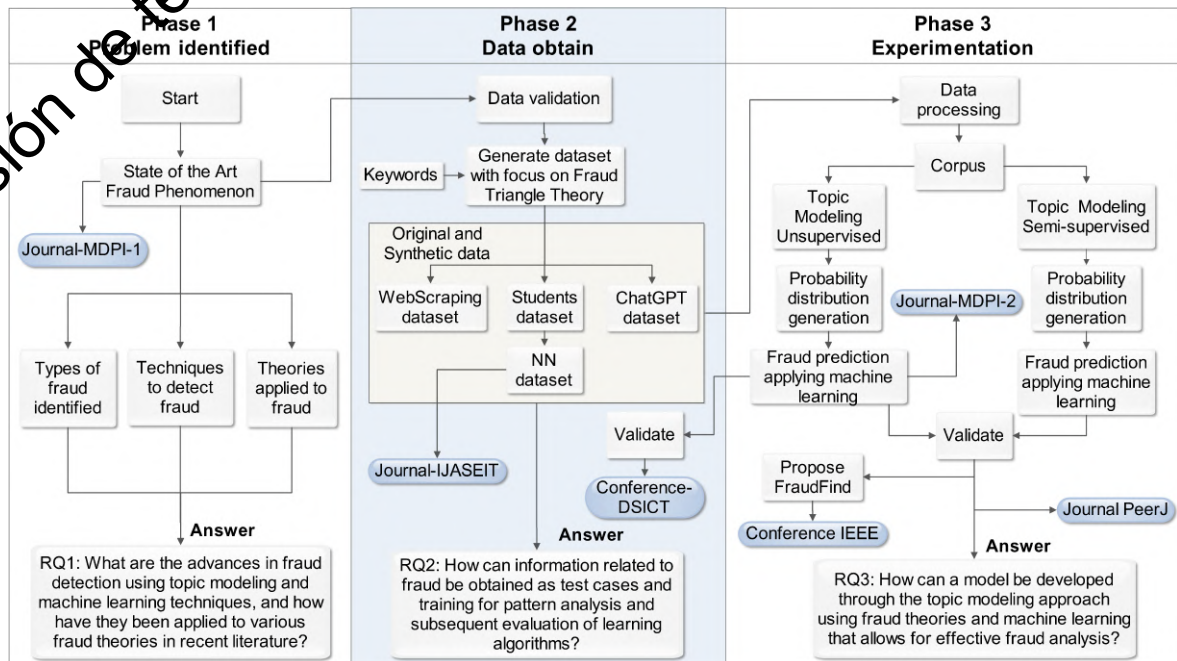 Phase 1
Problem identified
Phase 2
Data obtain
Phase 3
Experimentation
Start
State of the Art
Fraud Phenomenon
Journal-MDPI-1
Types of
fraud
identified
Techniques
to detect
fraud
Theories
applied to
fraud
Answer
RQ1: What are the advances in fraud
detection using topic modeling and
machine learning techniques, and how
have they been applied to various
fraud theories in recent literature?
Data validation
Keywords
Generate dataset
with focus on Fraud
Triangle Theory
Original and
Synthetic data
WebScraping
dataset
Students
dataset
ChatGPT
dataset
NN
dataset
Validate
Journal-IJASEIT
Conference-
DSICT
Answer
RQ2: How can information related to
fraud be obtained as test cases and
training for pattern analysis and
subsequent evaluation of learning
algorithms?
Data
processing
Corpus
Topic
Modeling
Unsupervised
Topic Modeling
Semi-supervised
Probability
distribution
generation
Journal-MDPI-2
Probability
distribution
generation
Fraud prediction
applying machine
learning
Fraud prediction
applying machine
learning
Validate
Propose
FraudFind
Conference IEEE
Journal PeerJ
Answer
RQ3: How can a model be developed
through the topic modeling approach
using fraud theories and machine learning
that allows for effective fraud analysis?